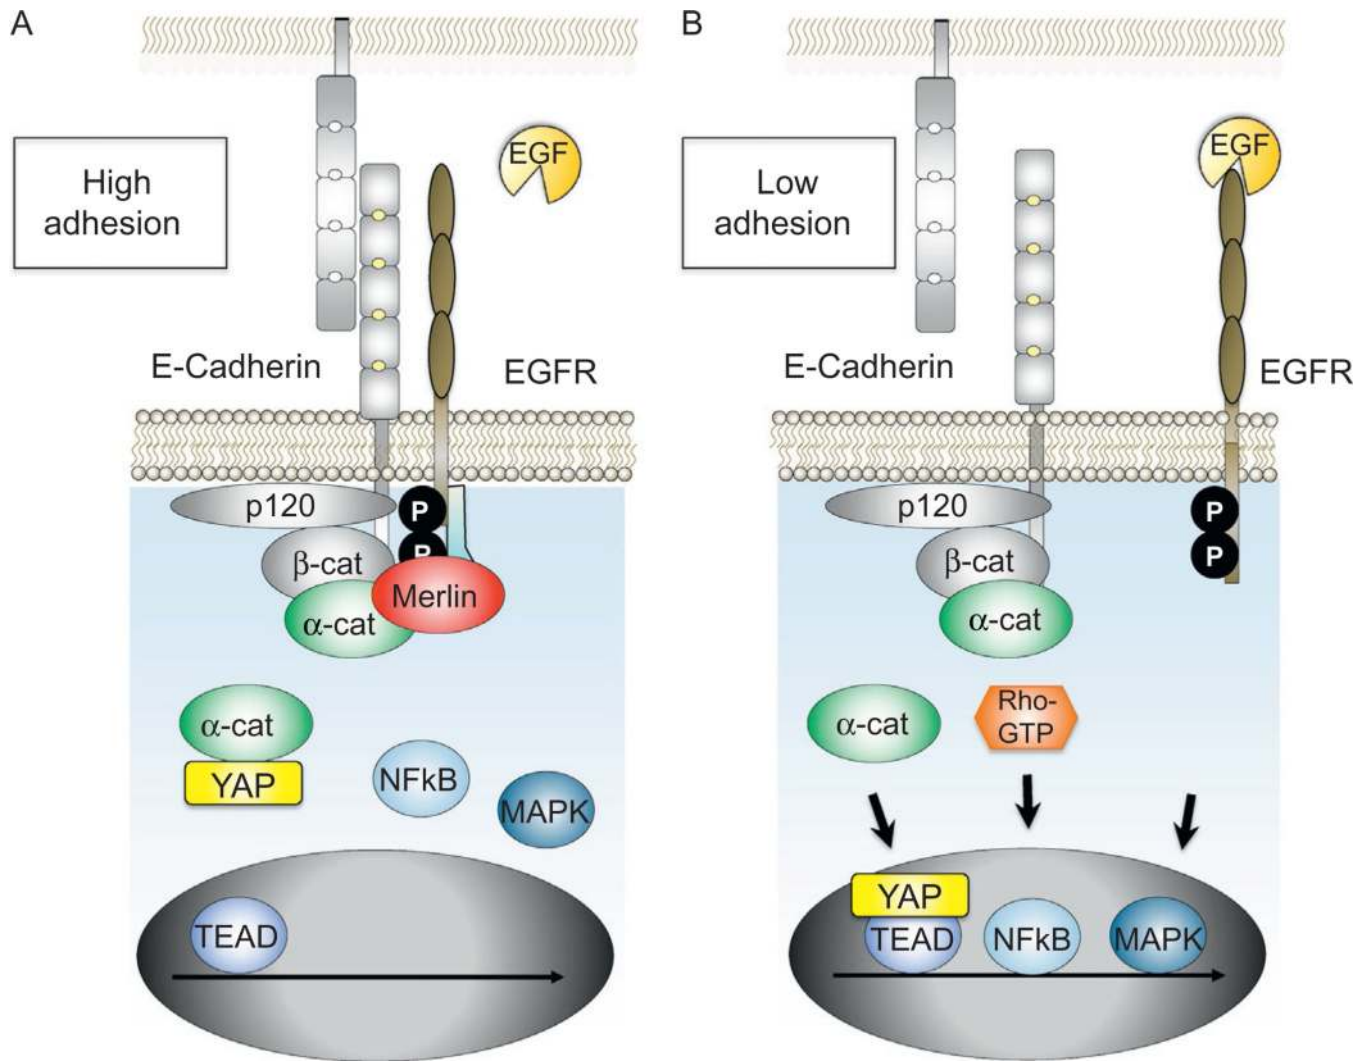 A
High
adhesion
EGF
E-Cadherin
EGFR
p120
P
P
β-cat
Merlin
α-cat
α-cat
YAP
NFkB
MAPK
TEAD
B
Low
adhesion
EGF
E-Cadherin
EGFR
p120
P
P
β-cat
α-cat
α-cat
Rho-
GTP
YAP
TEAD
NFkB
MAPK